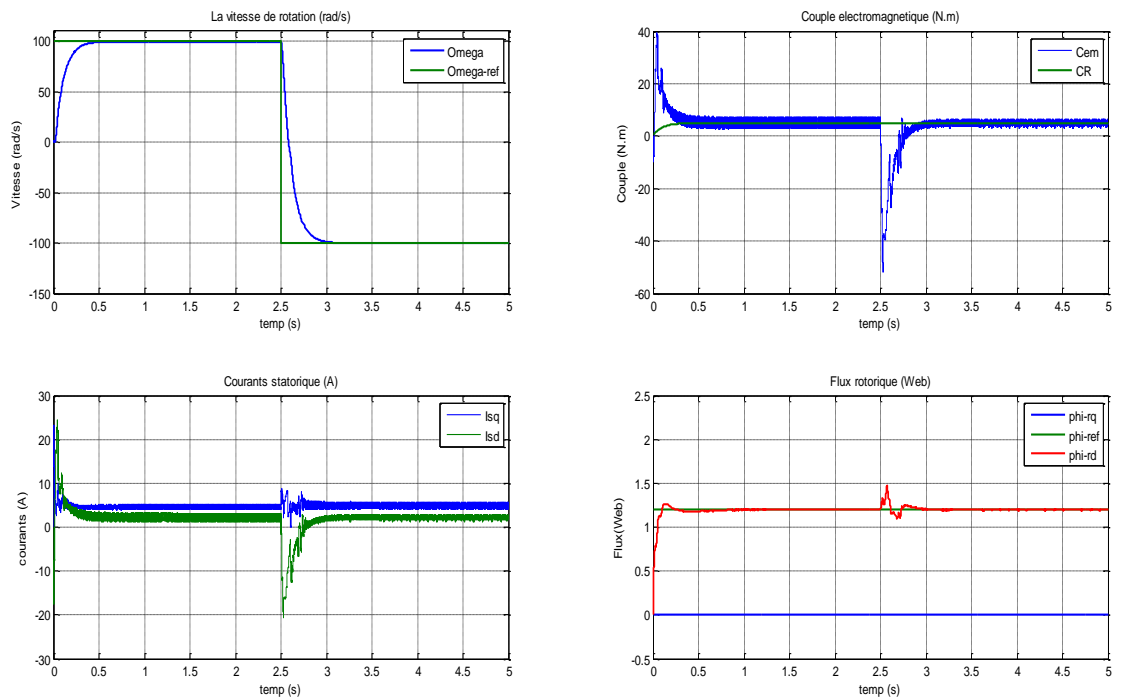 La vitesse de rotation (rad/s)
100
50
0
-50
-100
-150
Vitesse (rad/s)
Omega
Omega-ref
0 0.5 1 1.5 2 2.5 3 3.5 4 4.5 5
temp (s)
Couple electromagnetique (N.m)
40
20
0
-20
-40
-60
Couple (N.m)
Cem
CR
0 0.5 1 1.5 2 2.5 3 3.5 4 4.5 5
temp (s)
Courants statorique (A)
30
20
10
0
-10
-20
-30
courants (A)
Isq
Isd
0 0.5 1 1.5 2 2.5 3 3.5 4 4.5 5
temp (s)
Flux rotorique (Web)
2.5
2
1.5
1
0.5
0
-0.5
Flux(Web)
phi-rq
phi-ref
phi-rd
0 0.5 1 1.5 2 2.5 3 3.5 4 4.5 5
temp (s)